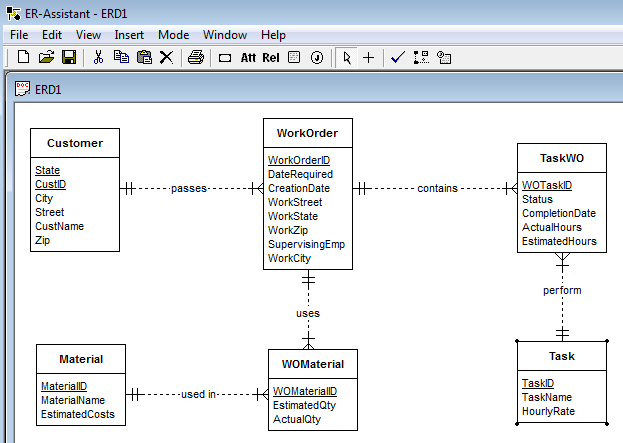 ER-Assistant - ERD1
File Edit View Insert Mode Window Help
Att Rel J
DOC ERD1
Customer
State
CustID
City
Street
CustName
Zip
passes
WorkOrder
WorkOrderID
DateRequired
CreationDate
WorkStreet
WorkState
WorkZip
SupervisingEmp
WorkCity
contains
TaskWO
WOTaskID
Status
CompletionDate
ActualHours
EstimatedHours
uses
perform
Material
MaterialID
MaterialName
EstimatedCosts
used in
WOMaterial
WOMaterialID
EstimatedQty
ActualQty
Task
TaskID
TaskName
HourlyRate